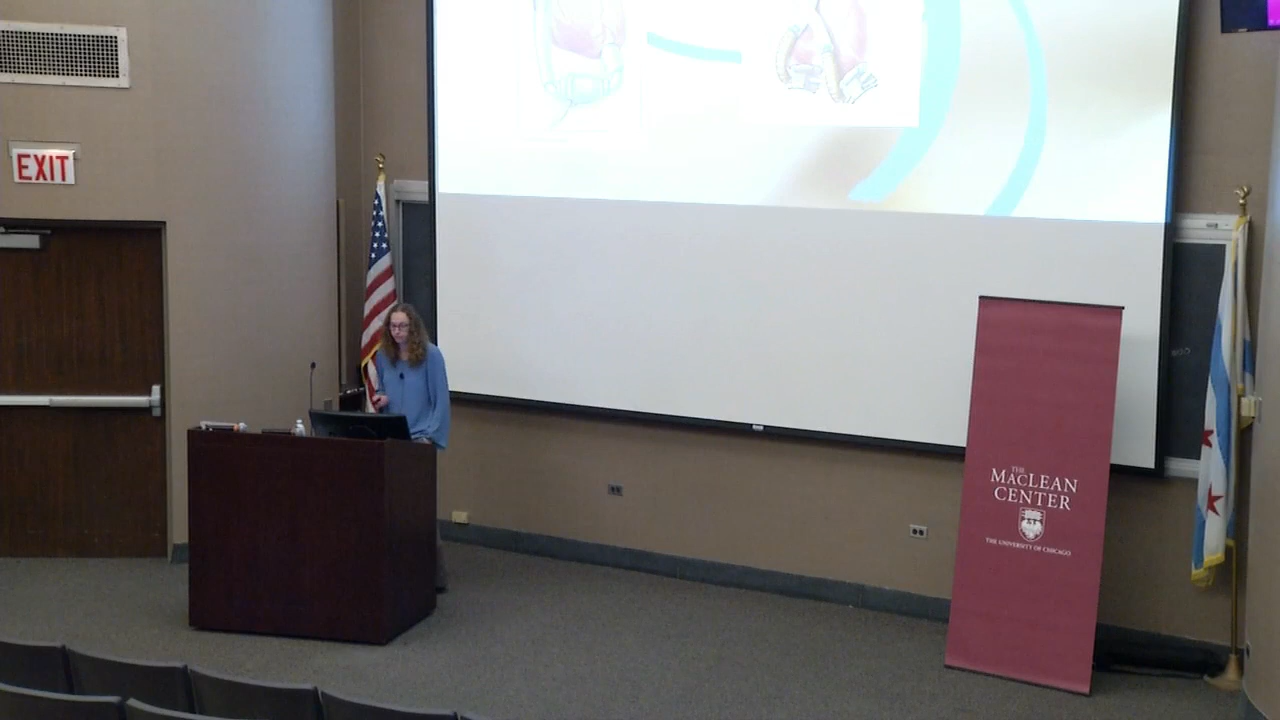 EXIT
THE
MACLEAN
CENTER
THE UNIVERSITY OF CHICAGO